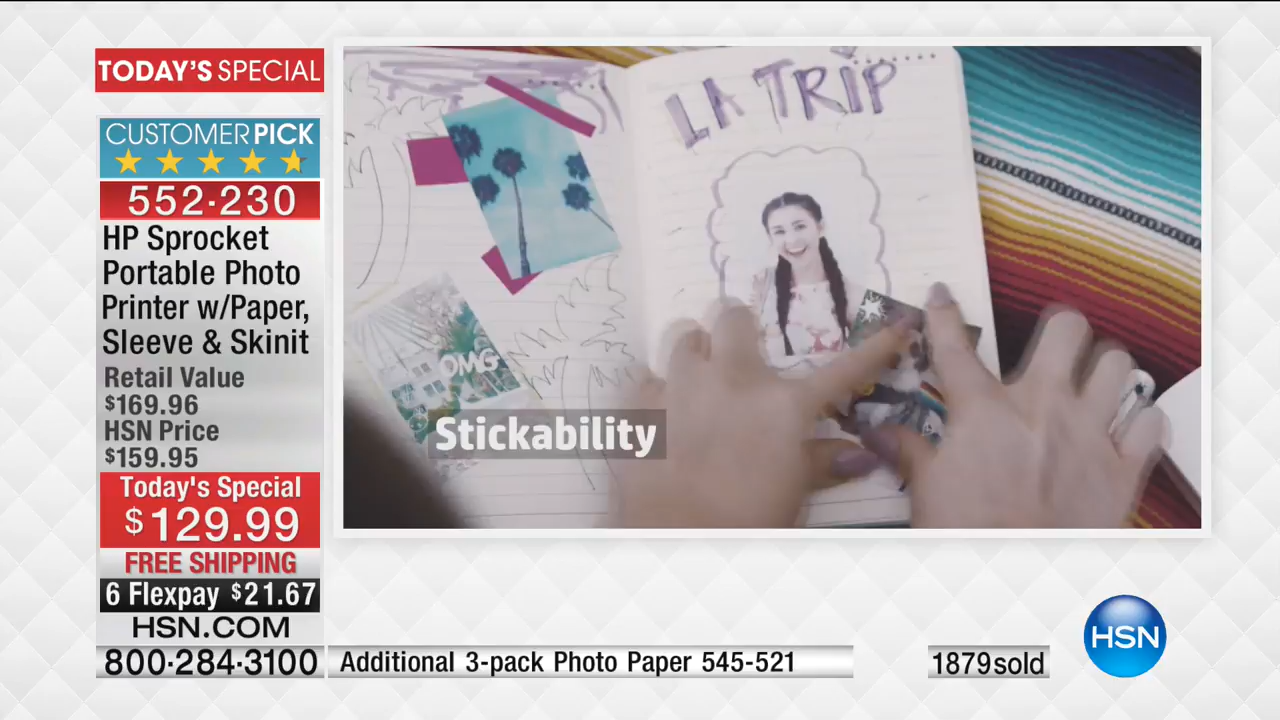 TODAY'S SPECIAL
CUSTOMER PICK
552-230
HP Sprocket
Portable Photo
Printer w/Paper,
Sleeve & Skinit
Retail Value
$169.96
HSN Price
$159.95
Today's Special
$129.99
FREE SHIPPING
6 Flexpay $21.67
HSN.COM
800-284-3100
LA TRIP
OMG
Stickability
Additional 3-pack Photo Paper 545-521
1879 sold
HSN